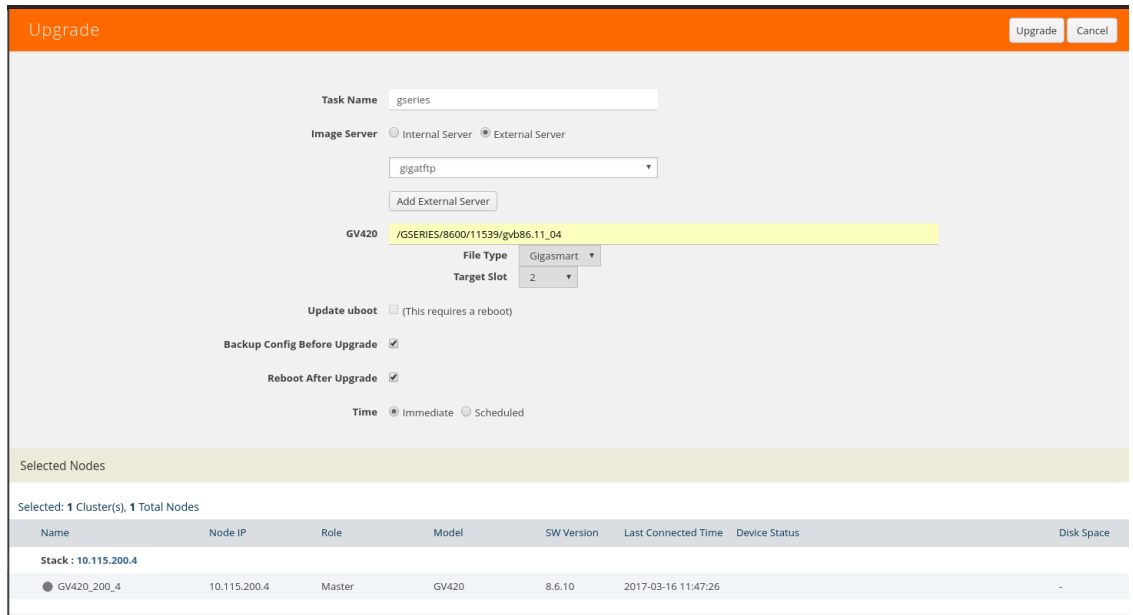 Upgrade Upgrade Cancel
Task Name gseries
Image Server Internal Server External Server
gigatftp
Add External Server
GV420 /GSERIES/8600/11539/gvb86.11_04
File Type Gigasmart
Target Slot 2
Update uboot (This requires a reboot)
Backup Config Before Upgrade
Reboot After Upgrade
Time Immediate Scheduled
Selected Nodes
Selected: 1 Cluster(s), 1 Total Nodes
Name Node IP Role Model SW Version Last Connected Time Device Status Disk Space
Stack : 10.115.200.4
GV420_200_4 10.115.200.4 Master GV420 8.6.10 2017-03-16 11:47:26 -